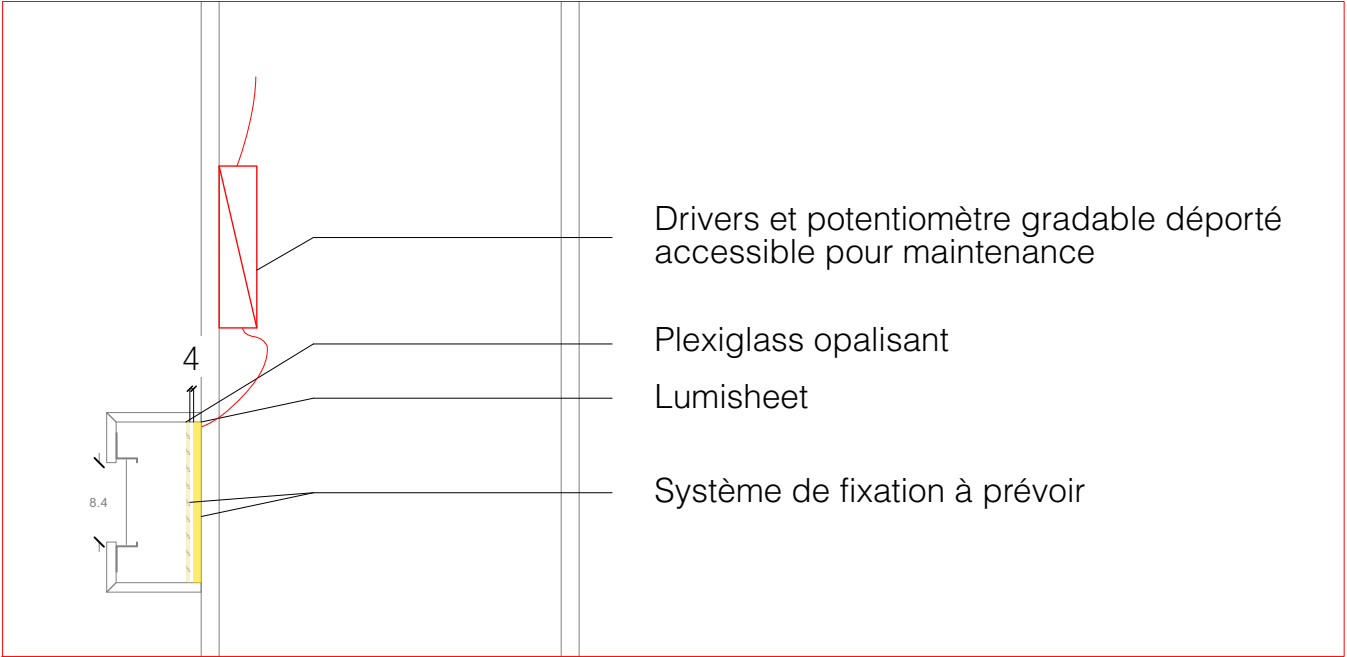 Drivers et potentiomètre gradable déporté
accessible pour maintenance
4
Plexiglass opalisant
Lumisheet
8.4
Système de fixation à prévoir